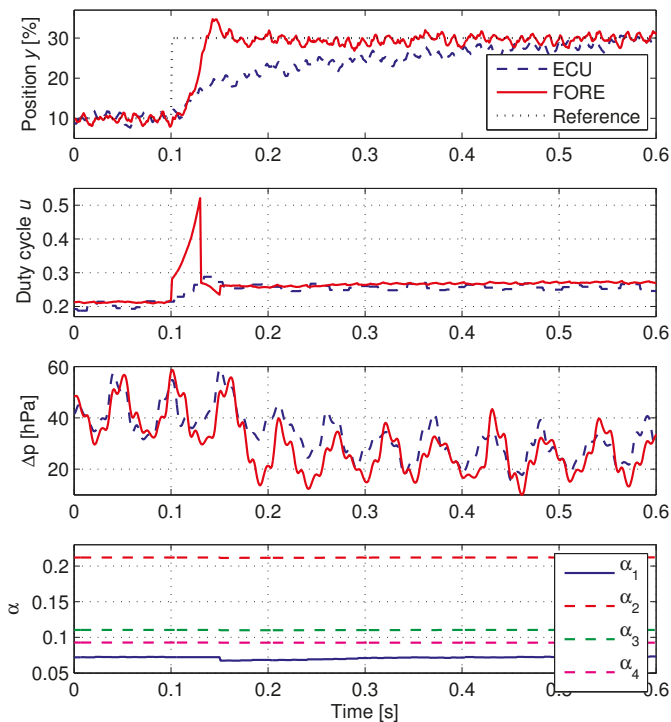 30
20
10
Position y [%]
ECU
FORE
Reference
0 0.1 0.2 0.3 0.4 0.5 0.6
0.5
0.4
0.3
0.2
Duty cycle u
0 0.1 0.2 0.3 0.4 0.5 0.6
60
40
20
Δp [hPa]
0 0.1 0.2 0.3 0.4 0.5 0.6
0.2
0.15
0.1
0.05
α
α1
α2
α3
α4
0 0.1 0.2 0.3 0.4 0.5 0.6
Time [s]